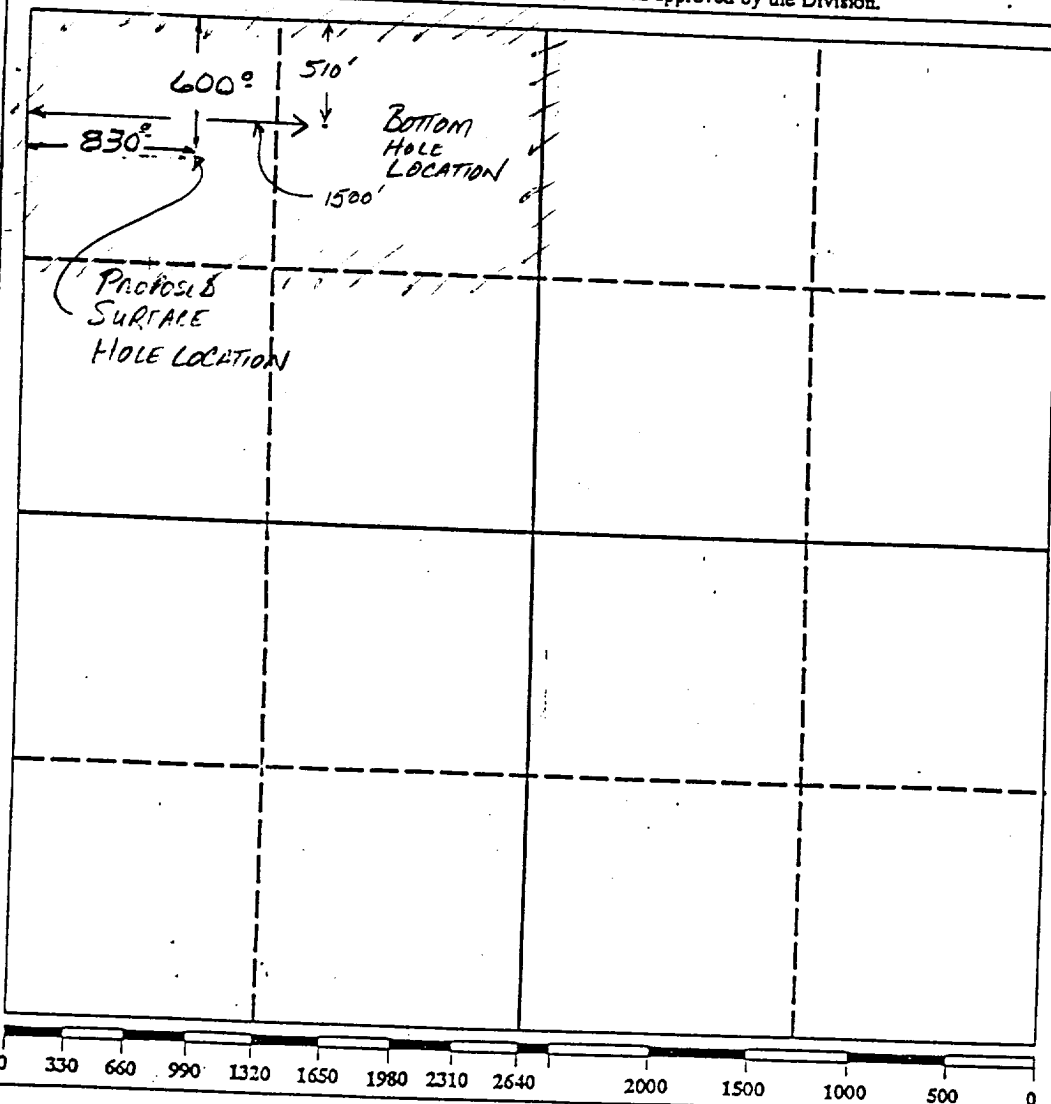 approved by the Division.
600°
510'
830°
BOTTOM
HOLE
LOCATION
1500'
PROPOSED
SURFACE
HOLE LOCATION
0 330 660 990 1320 1650 1980 2310 2640 2000 1500 1000 500 0